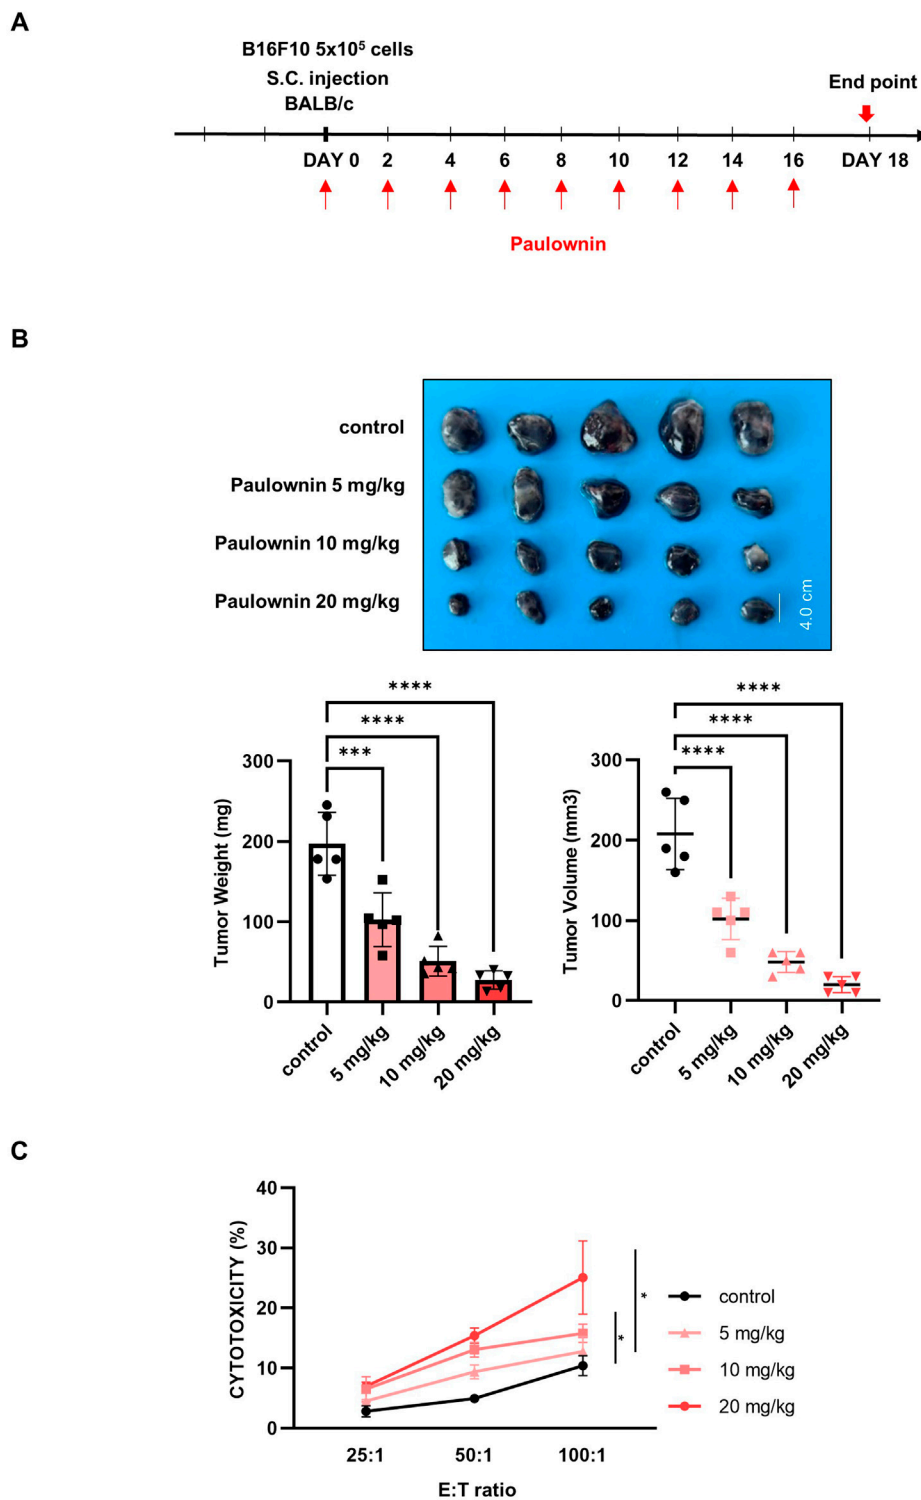 A
B16F10 5x10⁵ cells
S.C. injection
BALB/c
End point
DAY 0 2 4 6 8 10 12 14 16 DAY 18
Paulownin
B
control
Paulownin 5 mg/kg
Paulownin 10 mg/kg
Paulownin 20 mg/kg
4.0 cm
****
****
***
300
200
100
0
Tumor Weight (mg)
control
5 mg/kg
10 mg/kg
20 mg/kg
****
****
****
300
200
100
0
Tumor Volume (mm3)
control
5 mg/kg
10 mg/kg
20 mg/kg
C
40
30
20
10
0
CYTOTOXICITY (%)
25:1 50:1 100:1
E:T ratio
*
*
control
5 mg/kg
10 mg/kg
20 mg/kg